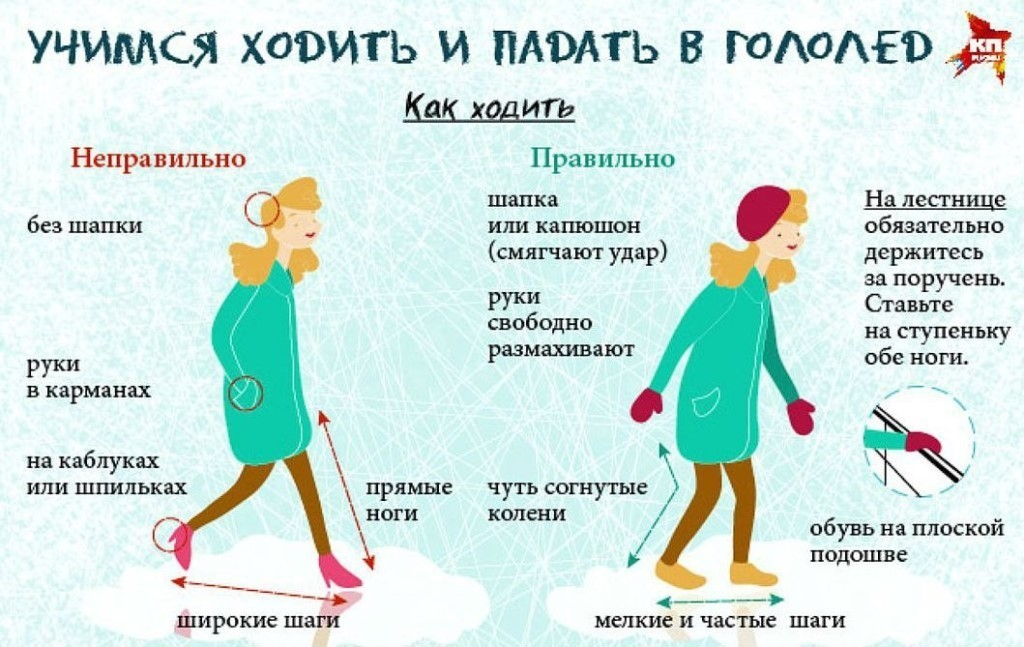 УЧИМСЯ ХОДИТЬ И ПАДАТЬ В ГОЛОЛЕД
КП
Как ходить
Неправильно
без шапки
руки
в карманах
на каблуках
или шпильках
прямые
ноги
широкие шаги
Правильно
шапка
или капюшон
(смягчают удар)
руки
свободно
размахивают
чуть согнутые
колени
мелкие и частые шаги
На лестнице
обязательно
держитесь
за поручень.
Ставьте
на ступеньку
обе ноги.
обувь на плоской
подошве